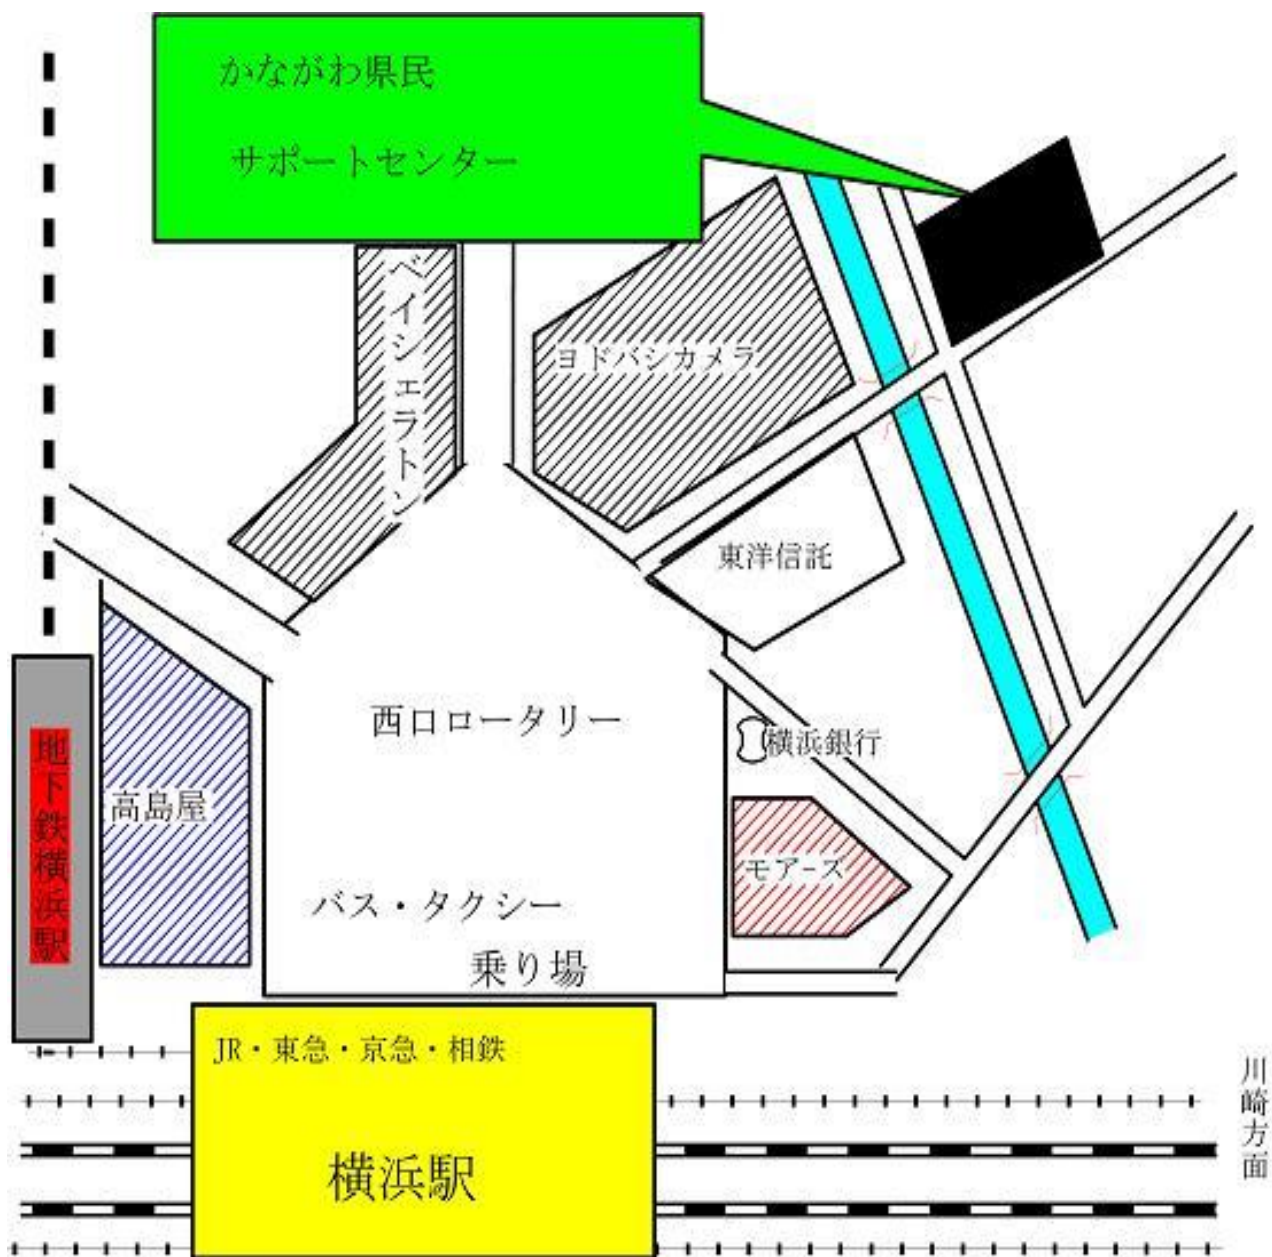 かながわ県民
サポートセンター
ベイシェラトン
ヨドバシカメラ
東洋信託
西口ロータリー
横浜銀行
地下鉄横浜駅
高島屋
モアーズ
バス・タクシー
乗り場
JR・東急・京急・相鉄
横浜駅
川崎方面